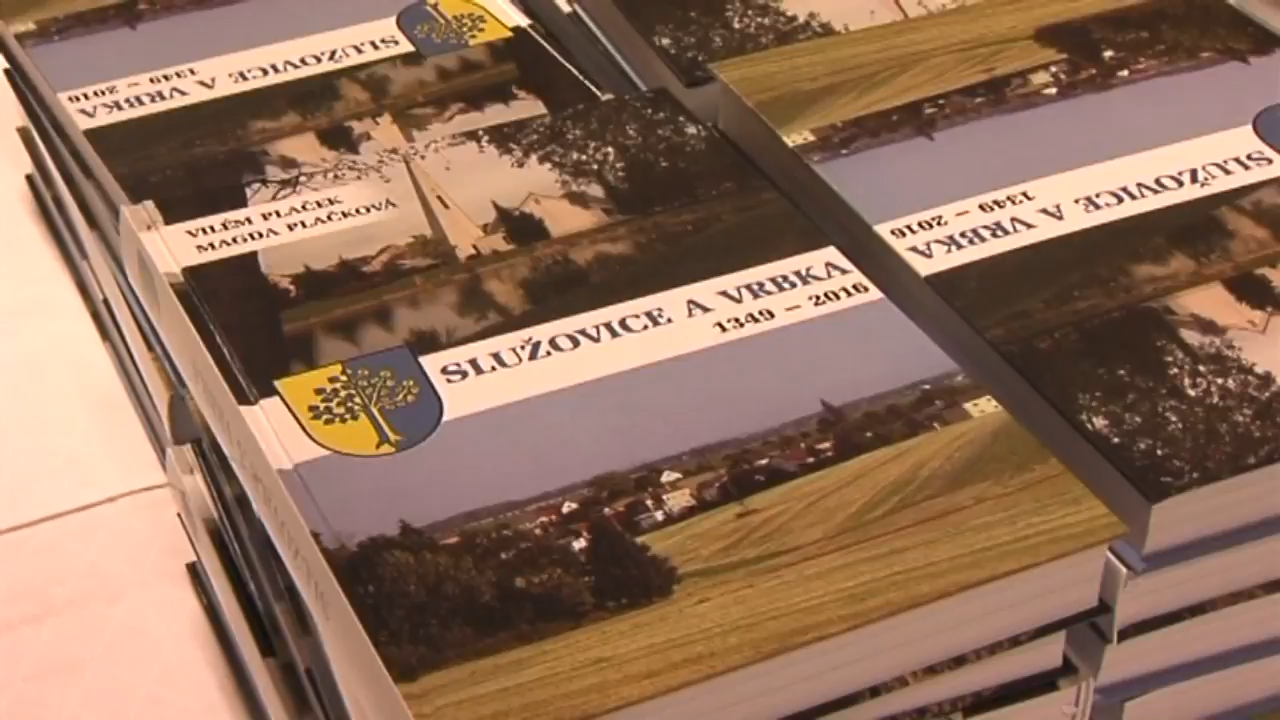 SLUŽOVICE A VRBKA
1349 – 2016
VILÉM PLAČEK
MAGDA PLAČKOVÁ
SLUŽOVICE A VRBKA
1349 – 2016
SLUŽOVICE A VRBKA
1349 – 2016